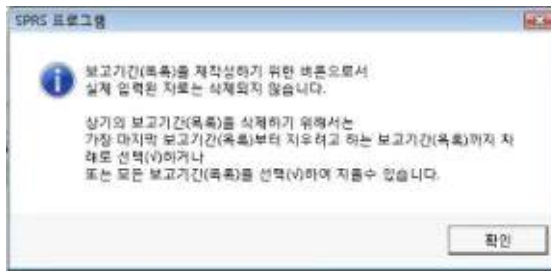 SPRS 프로그램
보고기간(목록)를 재작성하기 위한 버튼으로서
실제 입력된 자료는 삭제되지 않습니다.
상기의 보고기간(목록)를 삭제하기 위해서는
가장 마지막 보고기간(목록)부터 지우려고 하는 보고기간(목록)까지 차
례로 선택(√)하거나
또는 모든 보고기간(목록)를 선택(√)하여 지울수 있습니다.
확인